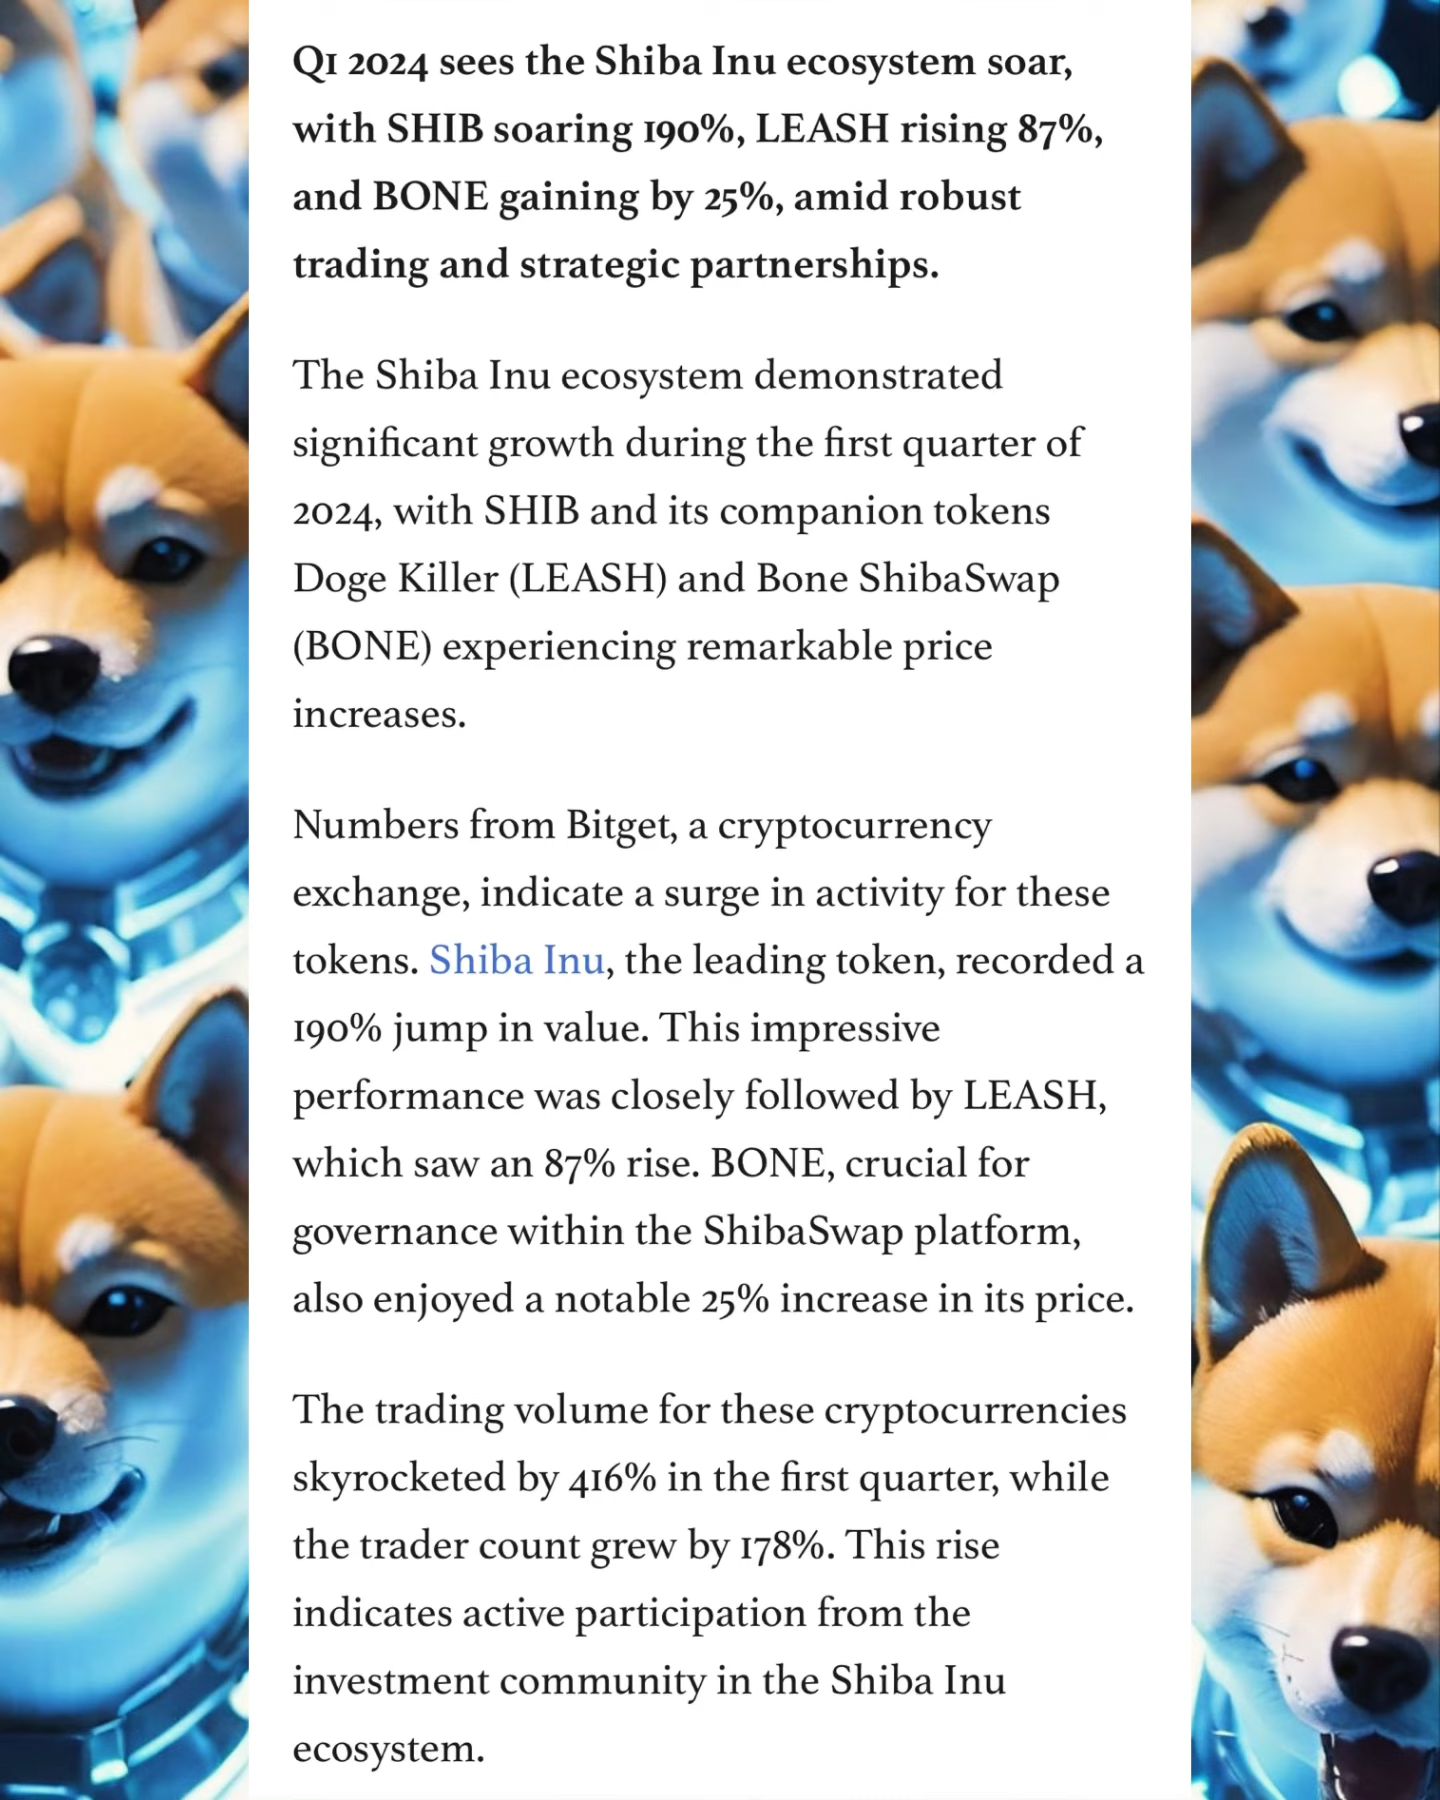 Q1 2024 sees the Shiba Inu ecosystem soar,
with SHIB soaring 190%, LEASH rising 87%,
and BONE gaining by 25%, amid robust
trading and strategic partnerships.
The Shiba Inu ecosystem demonstrated
significant growth during the first quarter of
2024, with SHIB and its companion tokens
Doge Killer (LEASH) and Bone ShibaSwap
(BONE) experiencing remarkable price
increases.
Numbers from Bitget, a cryptocurrency
exchange, indicate a surge in activity for these
tokens. Shiba Inu, the leading token, recorded a
190% jump in value. This impressive
performance was closely followed by LEASH,
which saw an 87% rise. BONE, crucial for
governance within the ShibaSwap platform,
also enjoyed a notable 25% increase in its price.
The trading volume for these cryptocurrencies
skyrocketed by 416% in the first quarter, while
the trader count grew by 178%. This rise
indicates active participation from the
investment community in the Shiba Inu
ecosystem.